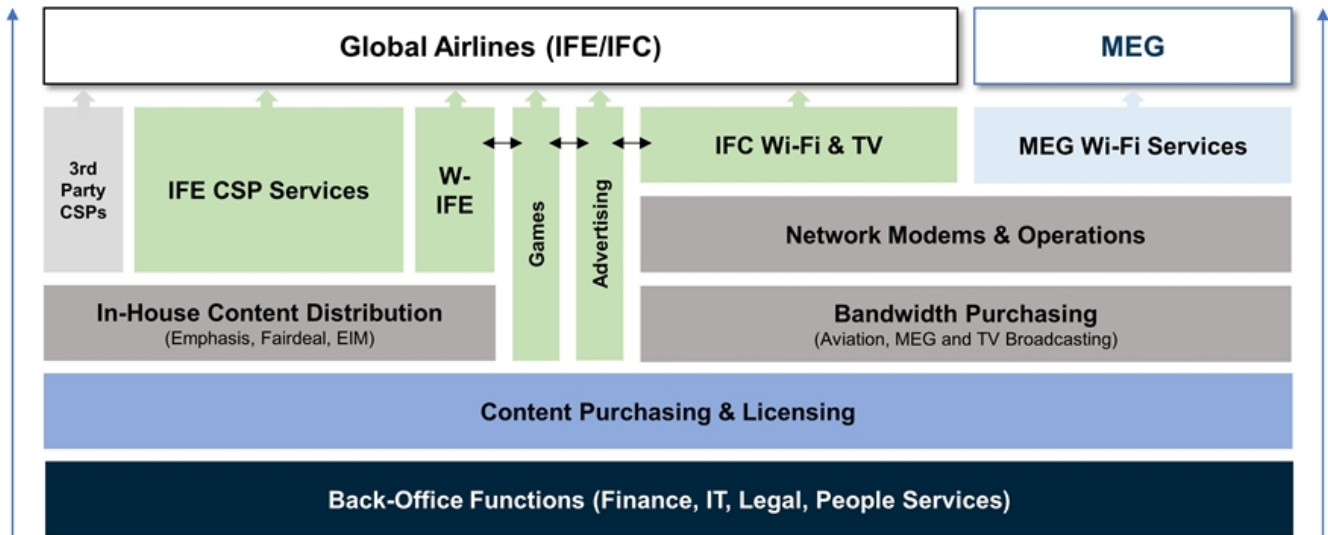 Global Airlines (IFE/IFC)
MEG
3rd
Party
CSPs
IFE CSP Services
W-
IFE
Games
Advertising
IFC Wi-Fi & TV
MEG Wi-Fi Services
Network Modems & Operations
In-House Content Distribution
(Emphasis, Fairdeal, EIM)
Bandwidth Purchasing
(Aviation, MEG and TV Broadcasting)
Content Purchasing & Licensing
Back-Office Functions (Finance, IT, Legal, People Services)